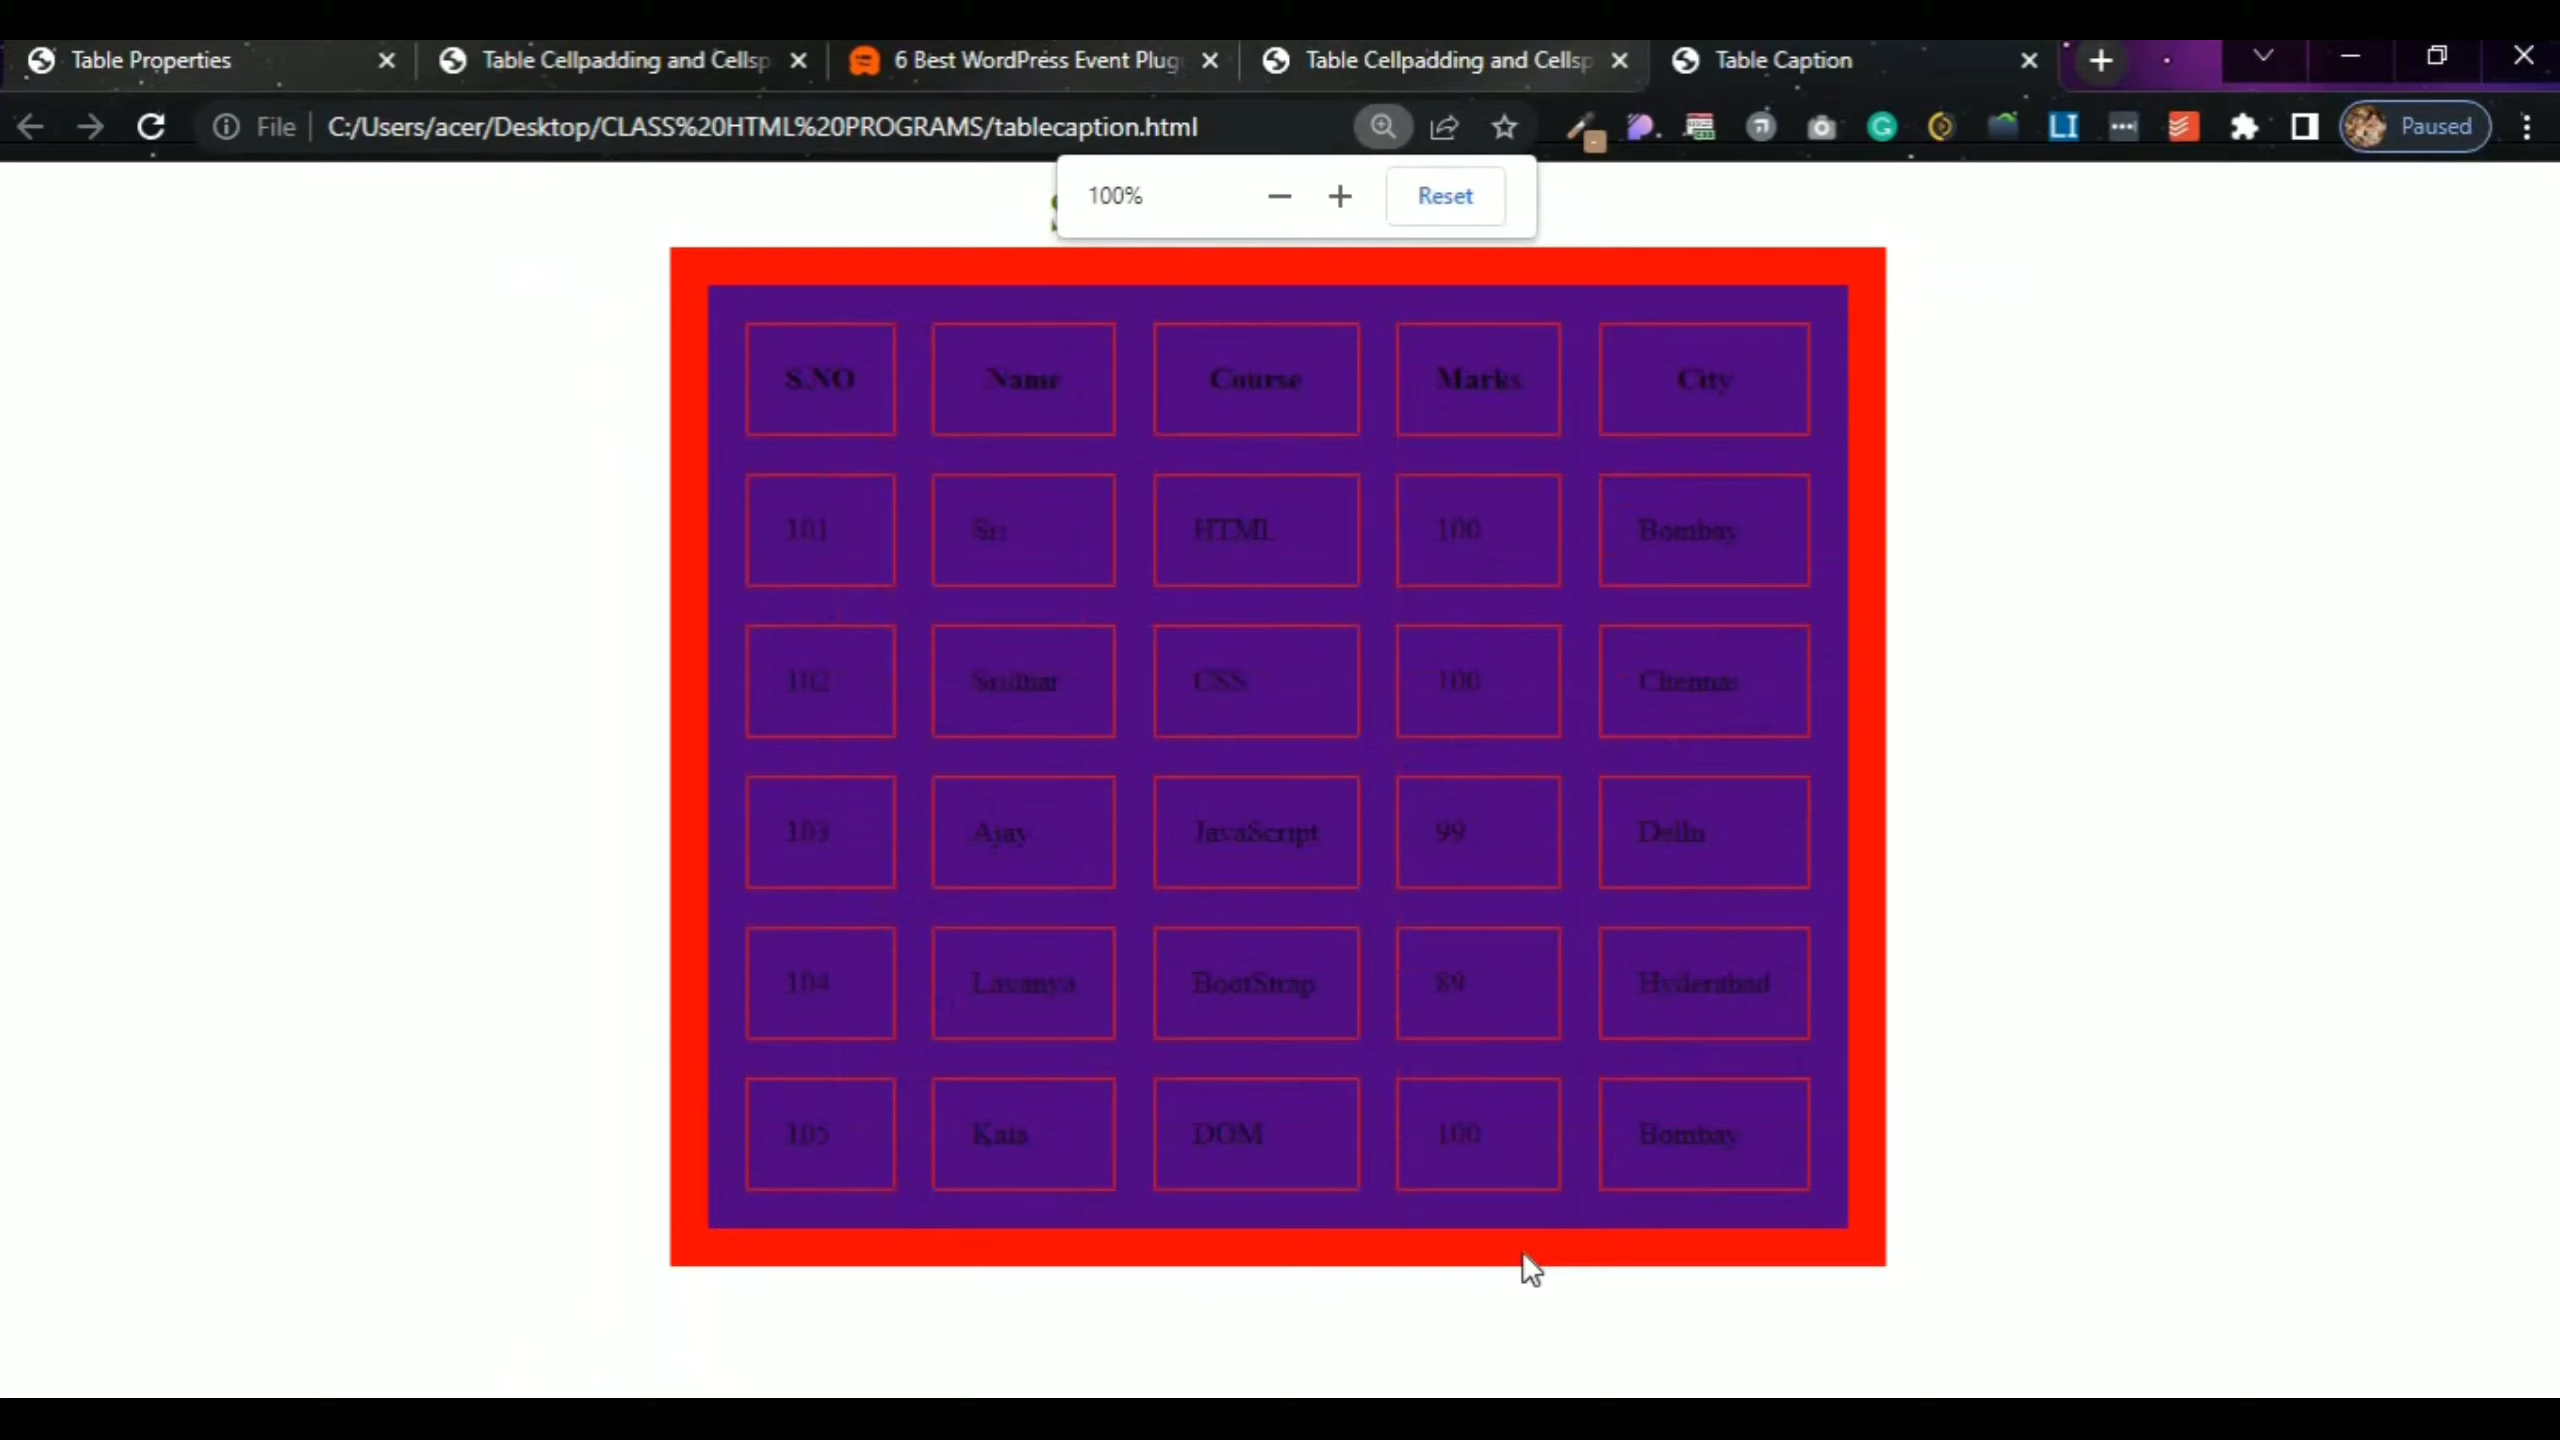 Table Properties
Table Cellpadding and Cellsp
6 Best WordPress Event Plug
Table Cellpadding and Cellsp
Table Caption
File C:/Users/acer/Desktop/CLASS%20HTML%20PROGRAMS/tablecaption.html
LI
Paused
100%
Reset
S.NO Name Course Marks City
101 Sri HTML 100 Bombay
102 Sridhar CSS 100 Chennai
103 Ajay JavaScript 99 Delhi
104 Lavanya BootStrap 89 Hyderabad
105 DOM 100 Bombay